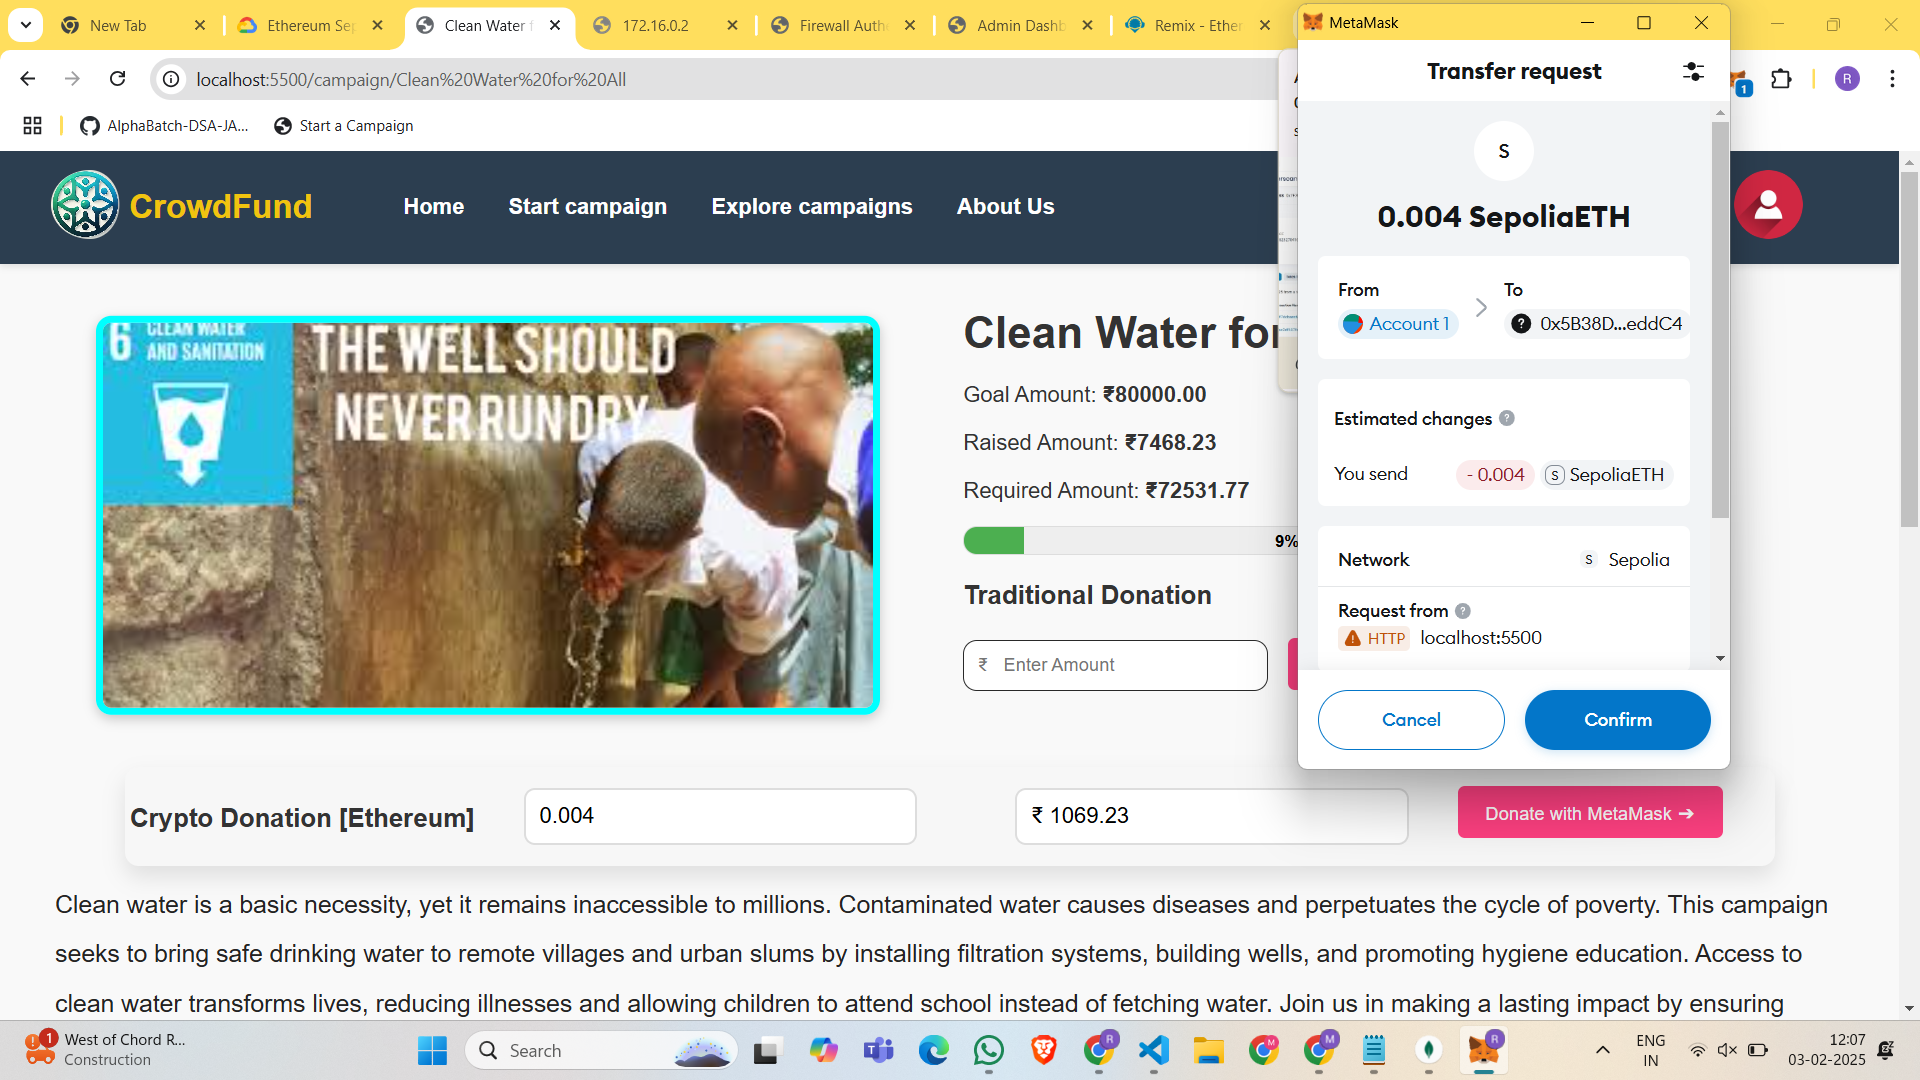 New Tab
Ethereum Sep
Clean Water f
172.16.0.2
Firewall Authe
Admin Dashb
Remix - Ether
MetaMask
localhost:5500/campaign/Clean%20Water%20for%20All
1
R
AlphaBatch-DSA-JA...
Start a Campaign
CrowdFund
Home
Start campaign
Explore campaigns
About Us
6 CLEAN WATER
AND SANITATION
THE WELL SHOULD
NEVER RUN DRY
Clean Water for
Goal Amount: ₹80000.00
Raised Amount: ₹7468.23
Required Amount: ₹72531.77
9%
Traditional Donation
₹ Enter Amount
Transfer request
S
0.004 SepoliaETH
From
To
Account 1
? 0x5B38D...eddC4
Estimated changes ?
You send
- 0.004
S SepoliaETH
Network
S Sepolia
Request from ?
HTTP localhost:5500
Cancel
Confirm
Crypto Donation [Ethereum]
0.004
₹ 1069.23
Donate with MetaMask ➔
Clean water is a basic necessity, yet it remains inaccessible to millions. Contaminated water causes diseases and perpetuates the cycle of poverty. This campaign
seeks to bring safe drinking water to remote villages and urban slums by installing filtration systems, building wells, and promoting hygiene education. Access to
clean water transforms lives, reducing illnesses and allowing children to attend school instead of fetching water. Join us in making a lasting impact by ensuring
1
West of Chord R...
Construction
Search
R
M
M
R
ENG
IN
12:07
03-02-2025